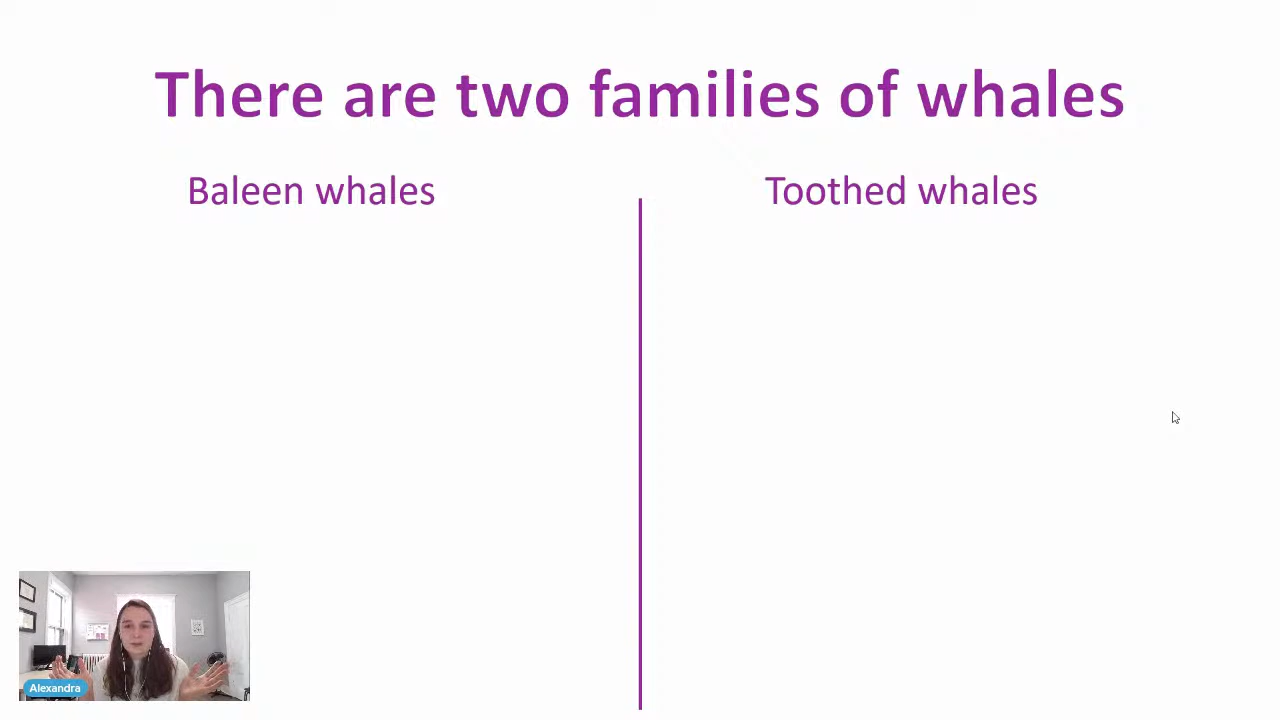 There are two families of whales
Baleen whales
Toothed whales
Alexandra